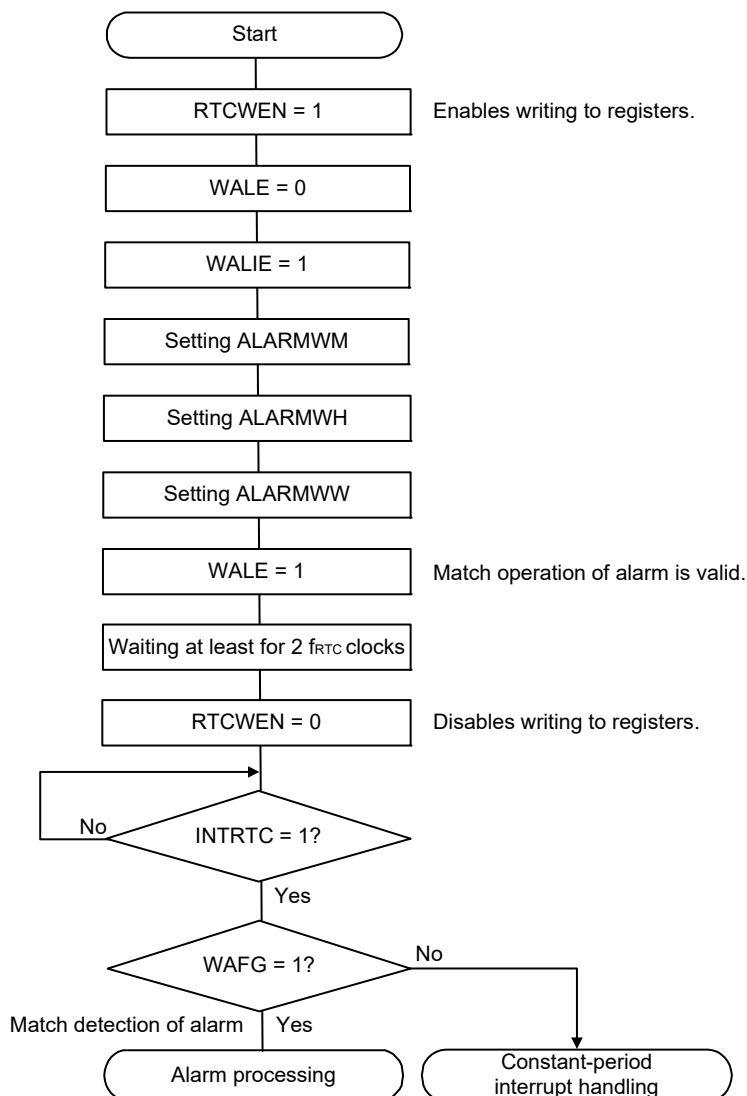 Start
RTCWEN = 1
Enables writing to registers.
WALE = 0
WALIE = 1
Setting ALARMWM
Setting ALARMWH
Setting ALARMWW
WALE = 1
Match operation of alarm is valid.
Waiting at least for 2 fRTC clocks
RTCWEN = 0
Disables writing to registers.
No
INTRTC = 1?
Yes
WAFG = 1?
No
Match detection of alarm
Yes
Alarm processing
Constant-period
interrupt handling